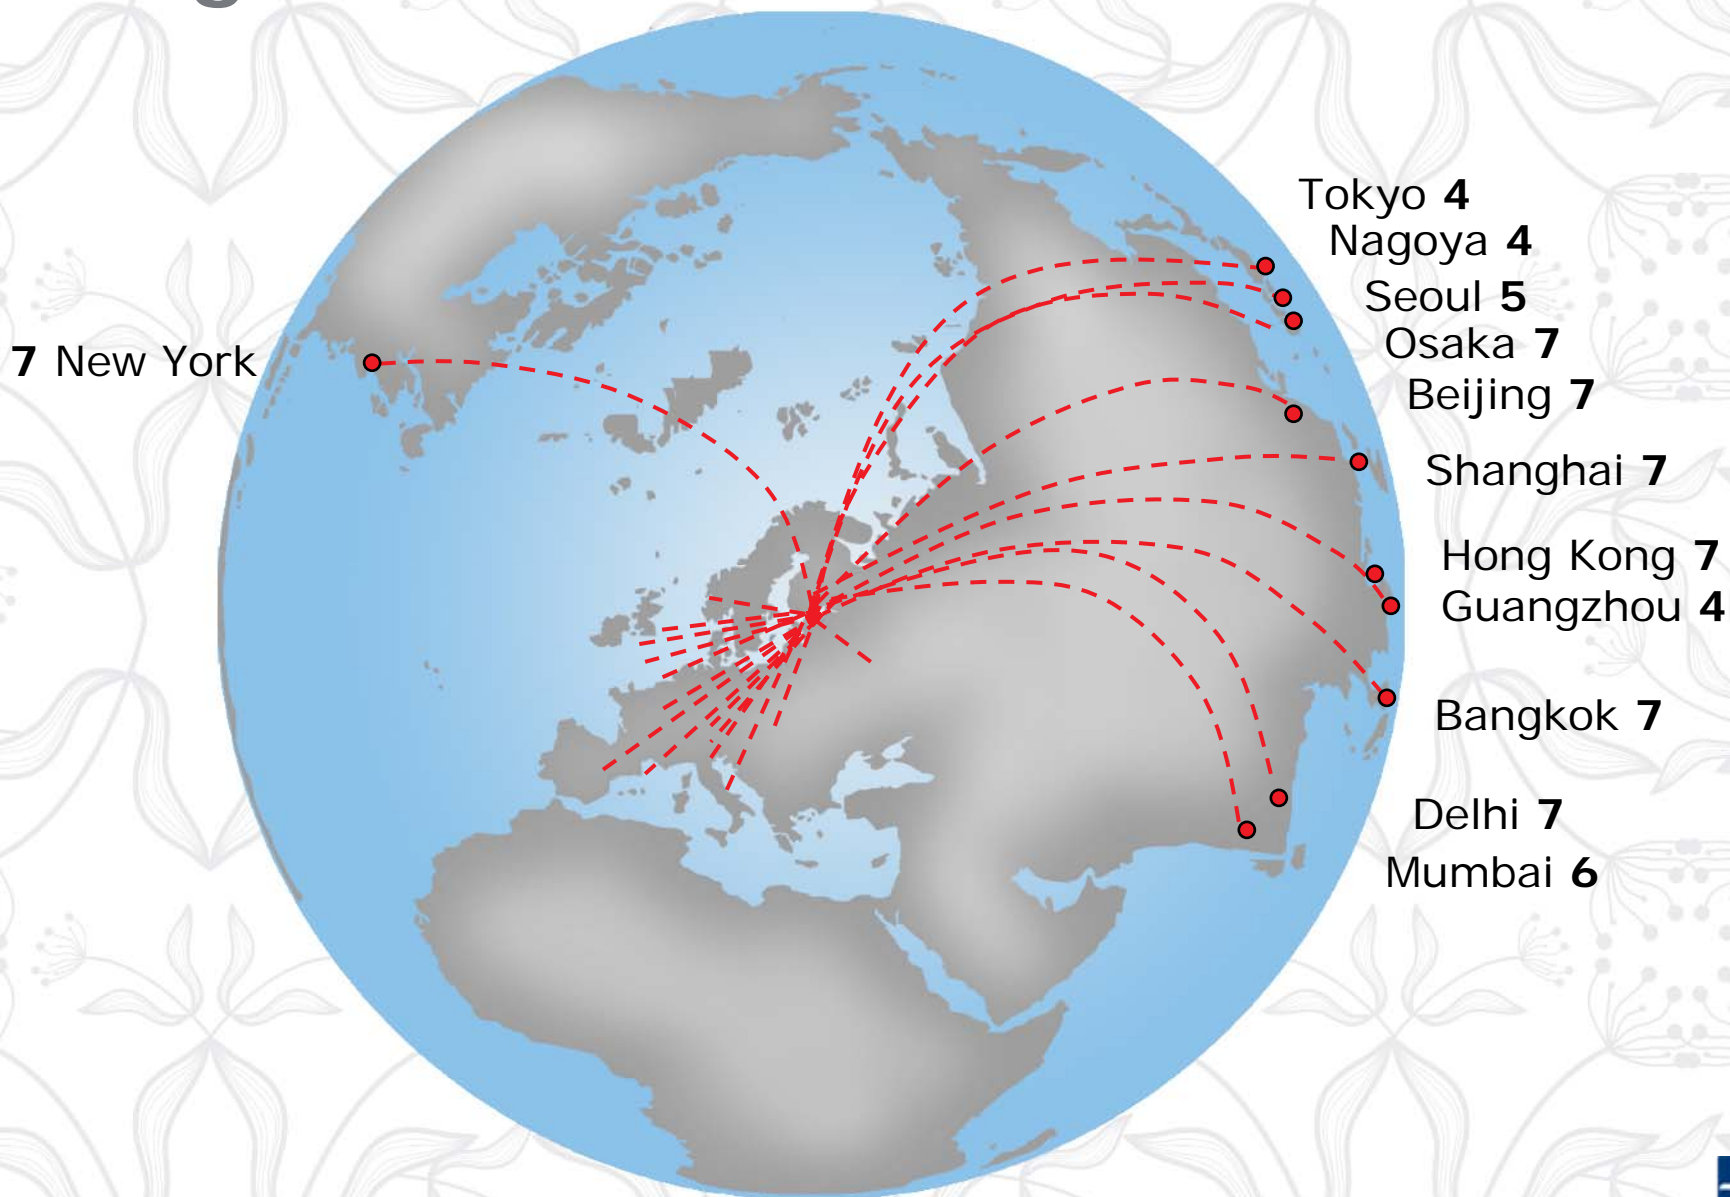 Tokyo 4
Nagoya 4
Seoul 5
7 New York
Osaka 7
Beijing 7
Shanghai 7
Hong Kong 7
Guangzhou 4
Bangkok 7
Delhi 7
Mumbai 6